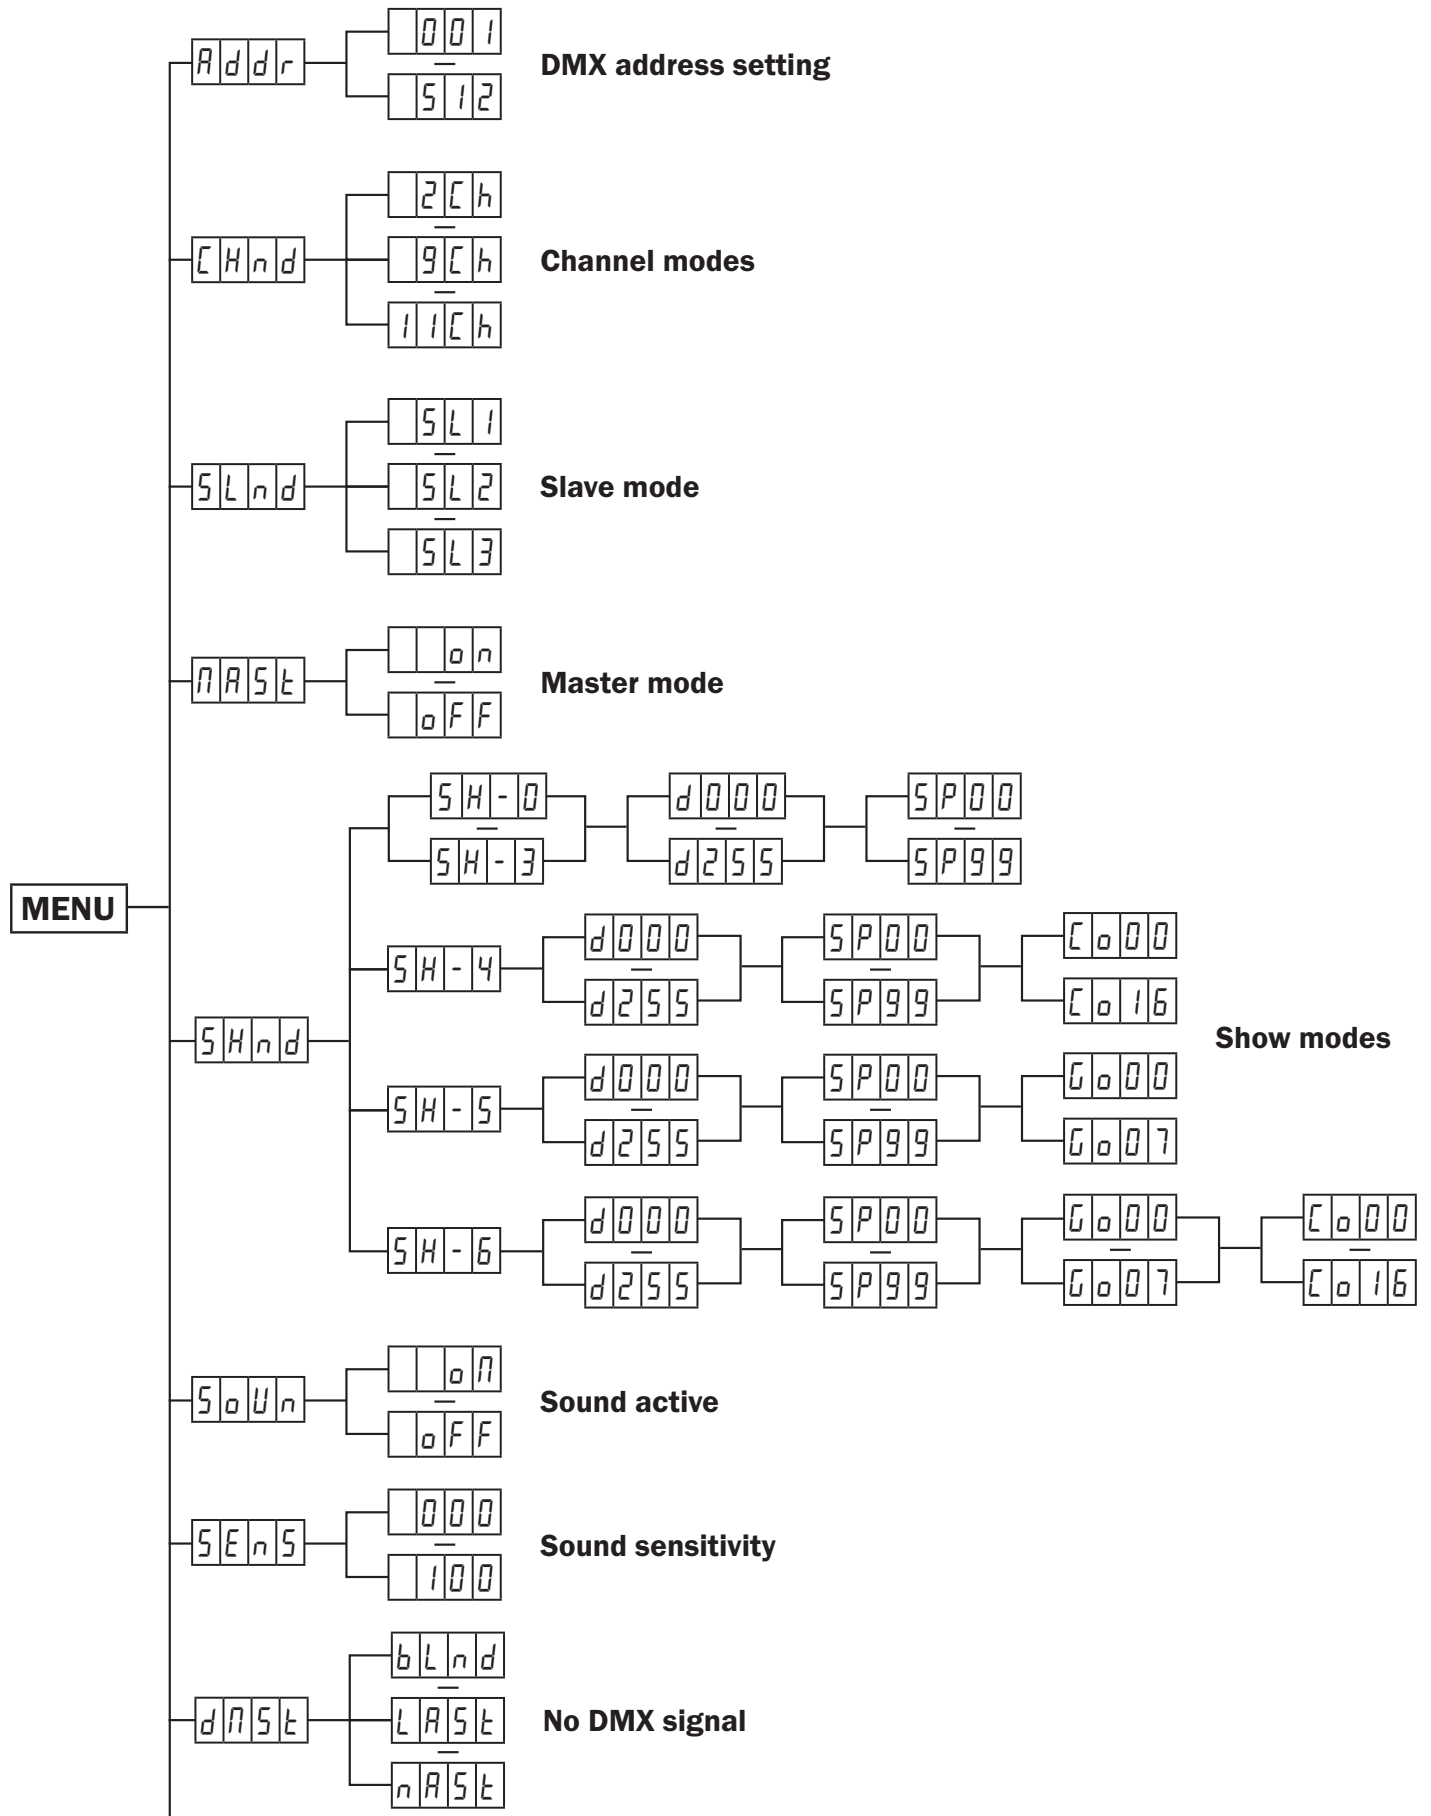 Addr
001
—
512
DMX address setting
CHnd
2Ch
—
9Ch
—
11Ch
Channel modes
SLnd
SL1
—
SL2
—
SL3
Slave mode
MASt
on
—
oFF
Master mode
MENU
SHnd
SH-0
—
SH-3
d000
—
d255
SP00
—
SP99
SH-4
d000
—
d255
SP00
—
SP99
Co00
Co16
Show modes
SH-5
d000
—
d255
SP00
—
SP99
Go00
Go07
SH-6
d000
—
d255
SP00
—
SP99
Go00
—
Go07
Co00
—
Co16
SoUn
oM
—
oFF
Sound active
SEnS
000
—
100
Sound sensitivity
dMSt
bLnd
—
LASt
—
nASt
No DMX signal